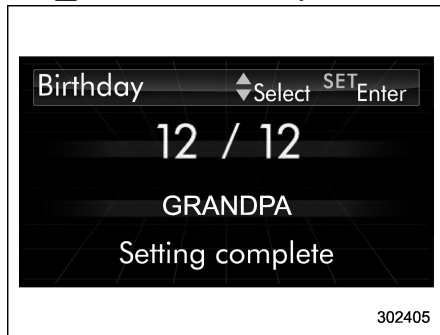 Birthday Select SET Enter
12 / 12
GRANDPA
Setting complete
302405